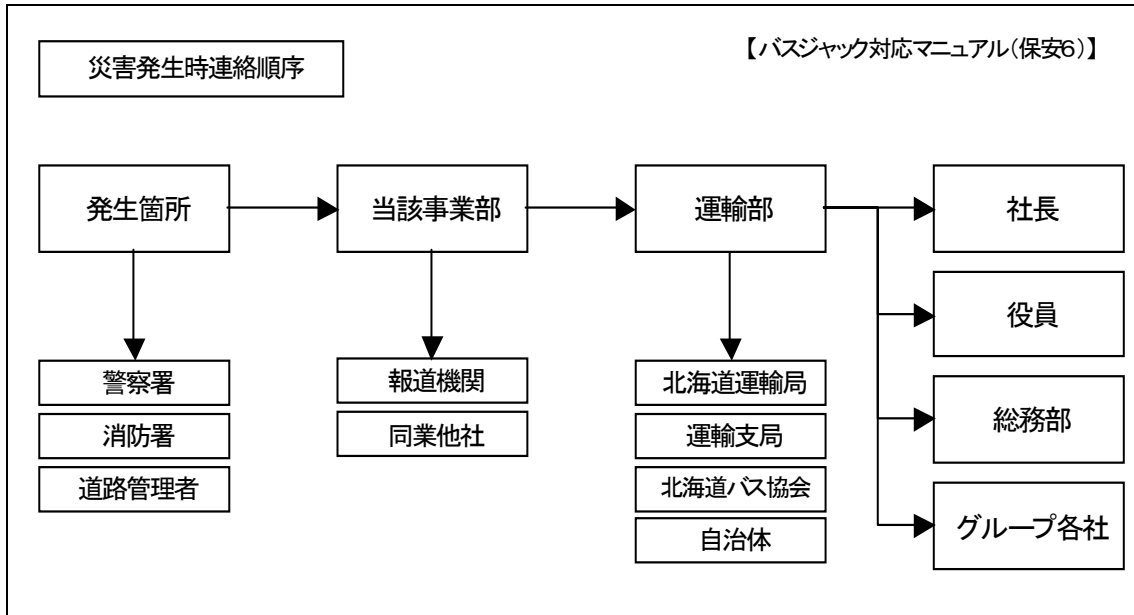 災害発生時連絡順序
【バスジャック対応マニュアル(保安6)】
発生箇所
当該事業部
運輸部
社長
役員
総務部
グループ各社
警察署
消防署
道路管理者
報道機関
同業他社
北海道運輸局
運輸支局
北海道バス協会
自治体